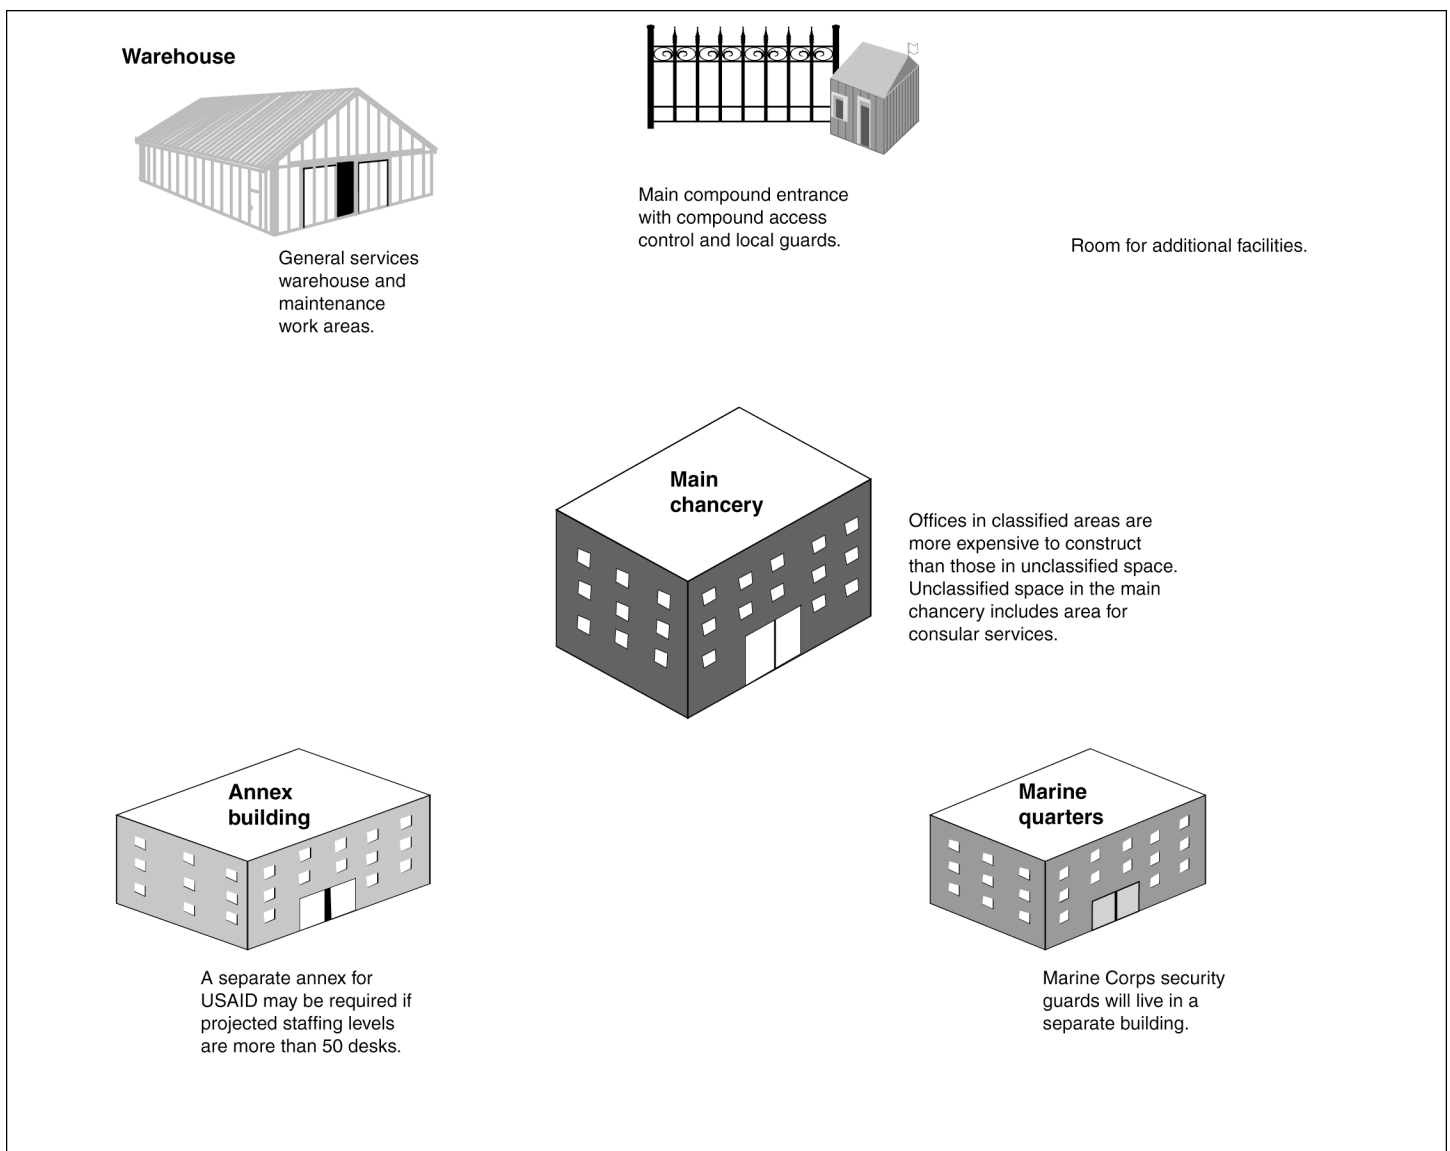 Warehouse
General services
warehouse and
maintenance
work areas.
Main compound entrance
with compound access
control and local guards.
Room for additional facilities.
Main
chancery
Offices in classified areas are
more expensive to construct
than those in unclassified space.
Unclassified space in the main
chancery includes area for
consular services.
Annex
building
A separate annex for
USAID may be required if
projected staffing levels
are more than 50 desks.
Marine
quarters
Marine Corps security
guards will live in a
separate building.